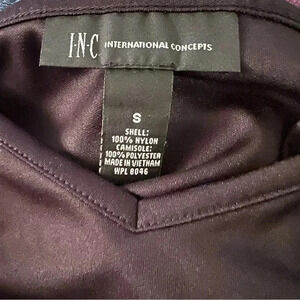 I·N·C INTERNATIONAL CONCEPTS
S
SHELL:
100% NYLON
CAMISOLE:
100% POLYESTER
MADE IN VIETNAM
WPL 8046